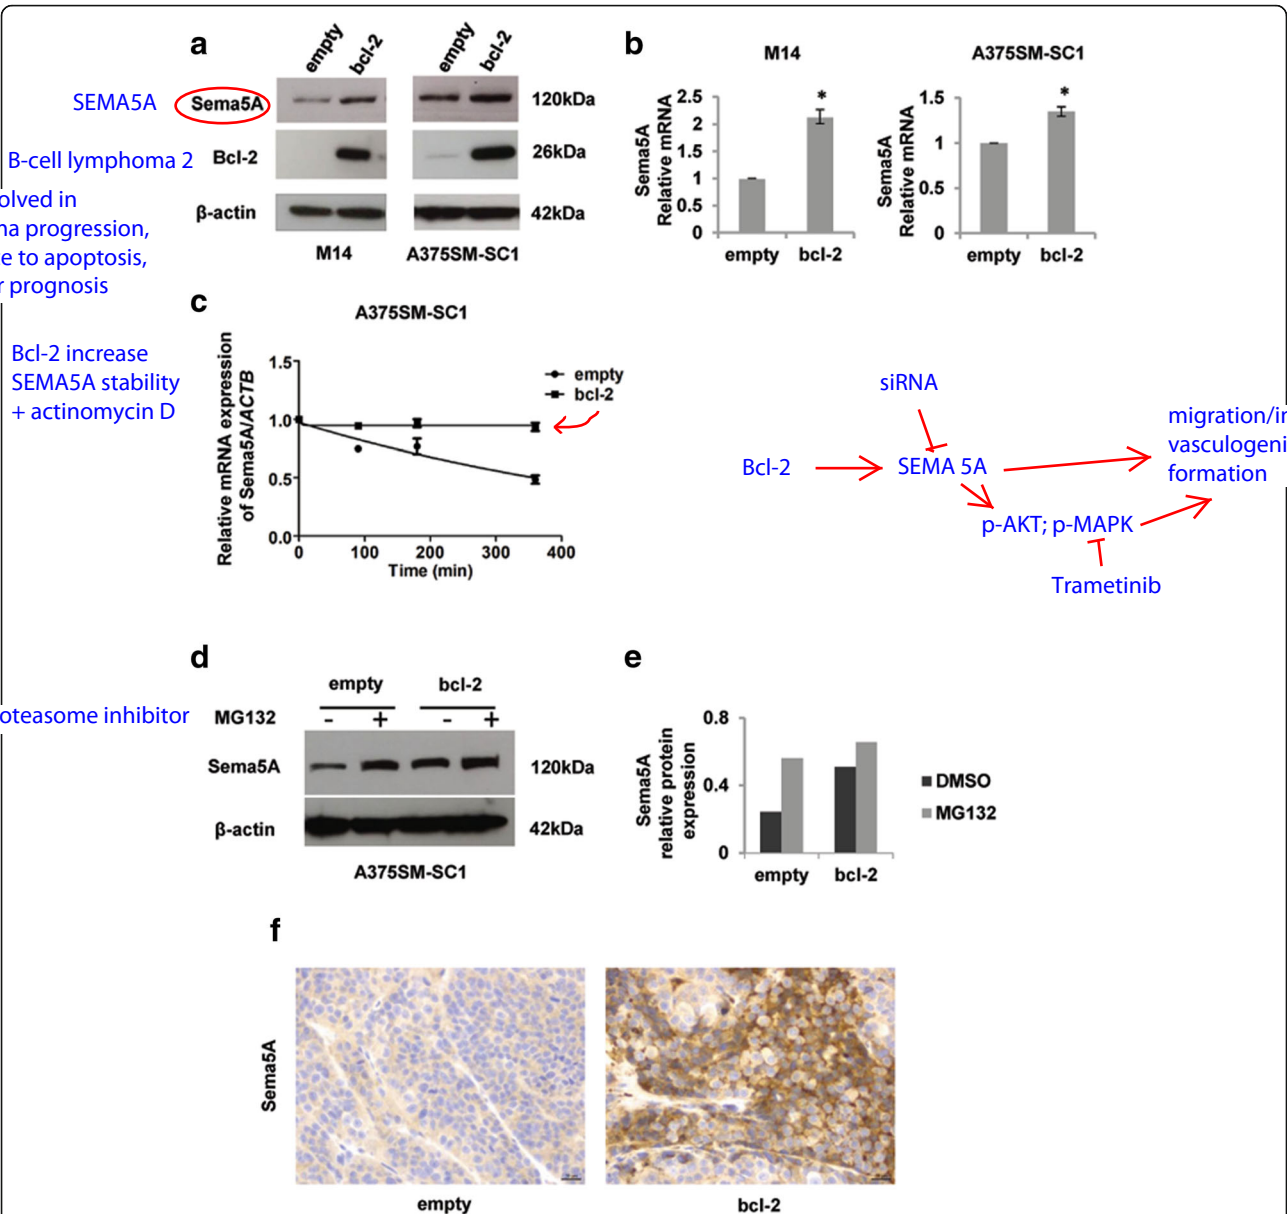 a
empty
bcl-2
empty
bcl-2
SEMA5A
Sema5A
120kDa
B-cell lymphoma 2
Bcl-2
26kDa
β-actin
42kDa
M14
A375SM-SC1
olved in
na progression,
e to apoptosis,
r prognosis
b
M14
Sema5A
Relative mRNA
2.5
2
1.5
1
0.5
0
*
empty
bcl-2
A375SM-SC1
Sema5A
Relative mRNA
1.5
1
0.5
0
*
empty
bcl-2
c
A375SM-SC1
Bcl-2 increase
SEMA5A stability
+ actinomycin D
Relative mRNA expression
of Sema5A/ACTB
1.5
1.0
0.5
0.0
0
100
200
300
400
Time (min)
empty
bcl-2
siRNA
Bcl-2
SEMA 5A
migration/in
vasculogeni
formation
p-AKT; p-MAPK
Trametinib
d
empty
bcl-2
oteasome inhibitor
MG132
-
+
-
+
Sema5A
120kDa
β-actin
42kDa
A375SM-SC1
e
Sema5A
relative protein
expression
0.8
0.4
0
empty
bcl-2
DMSO
MG132
f
Sema5A
empty
bcl-2